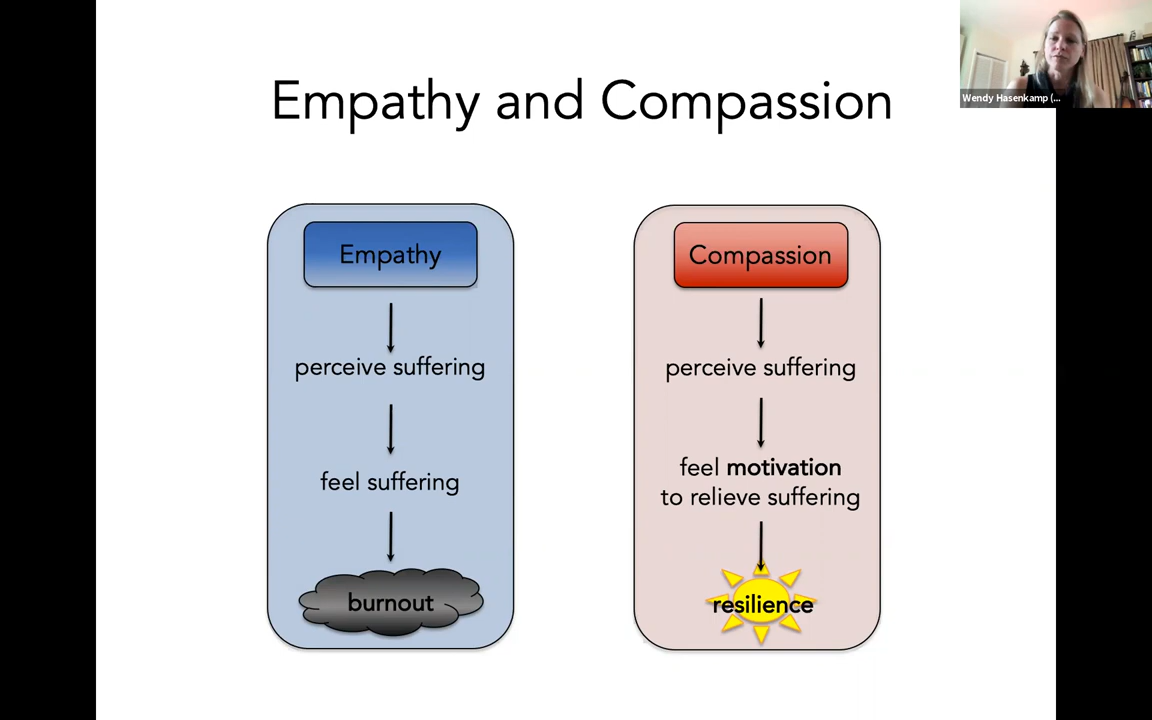 Wendy Hasenkamp (...
Empathy and Compassion
Empathy
perceive suffering
feel suffering
burnout
Compassion
perceive suffering
feel motivation
to relieve suffering
resilience